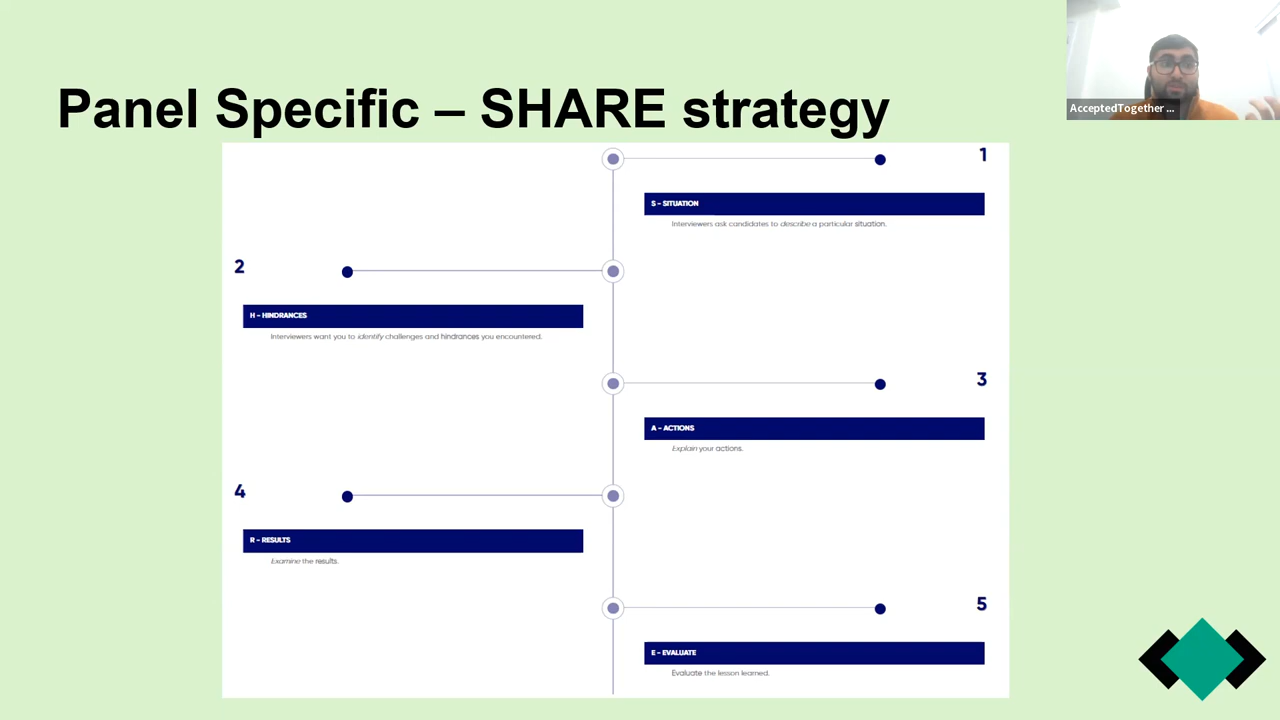 Panel Specific – SHARE strategy
AcceptedTogether ...
1
S – SITUATION
Interviewers ask candidates to describe a particular situation.
2
H – HINDRANCES
Interviewers want you to identify challenges and hindrances you encountered.
3
A – ACTIONS
Explain your actions.
4
R – RESULTS
Examine the results.
5
E – EVALUATE
Evaluate the lesson learned.